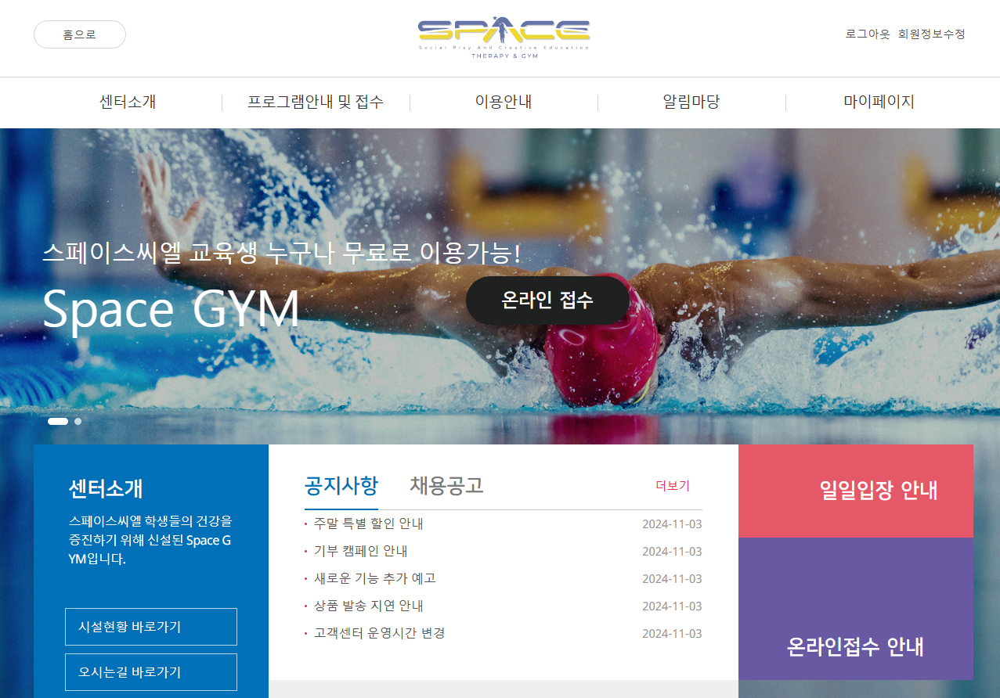 홈으로
SPACE
Social Play And Creative Education
THERAPY & GYM
로그아웃 회원정보수정
센터소개
프로그램안내 및 접수
이용안내
알림마당
마이페이지
스페이스씨엘 교육생 누구나 무료로 이용가능!
Space GYM
온라인 접수
센터소개
스페이스씨엘 학생들의 건강을
증진하기 위해 신설된 Space G
YM입니다.
시설현황 바로가기
오시는길 바로가기
공지사항
채용공고
더보기
주말 특별 할인 안내 2024-11-03
기부 캠페인 안내 2024-11-03
새로운 기능 추가 예고 2024-11-03
상품 발송 지연 안내 2024-11-03
고객센터 운영시간 변경 2024-11-03
일일입장 안내
온라인접수 안내